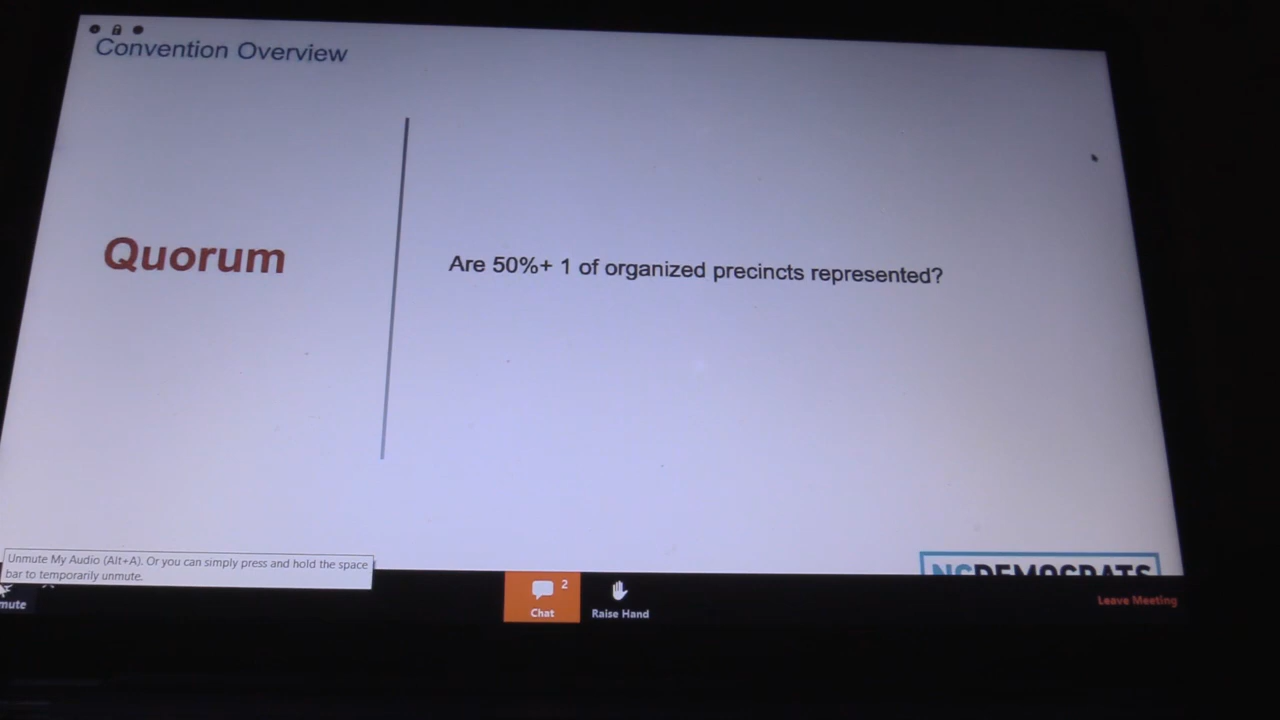 Convention Overview
Quorum
Are 50%+ 1 of organized precincts represented?
Unmute My Audio (Alt+A). Or you can simply press and hold the space
bar to temporarily unmute.
NCDEMOCRATS
mute
2
Chat
Raise Hand
Leave Meeting